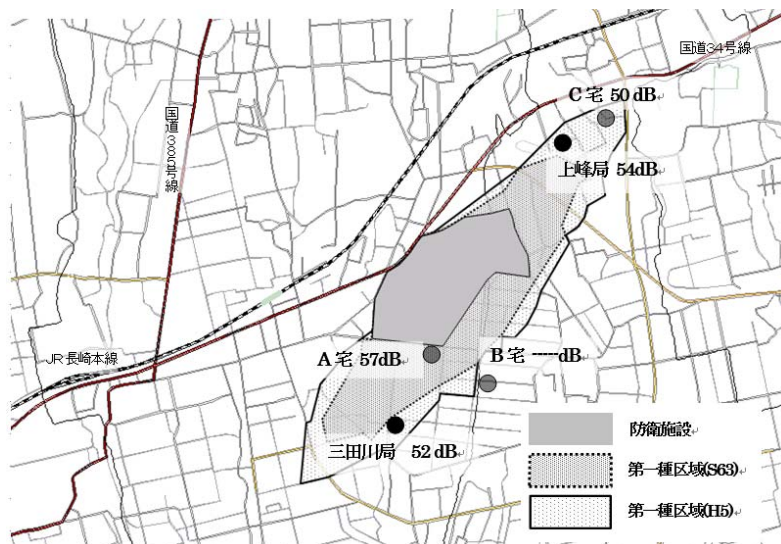 国道34号線
C宅 50 dB
上峰局 54dB
国道385号線
A宅 57dB
B宅 -----dB
JR長崎本線
三田川局 52 dB
防衛施設
第一種区域(S63)
第一種区域(H5)